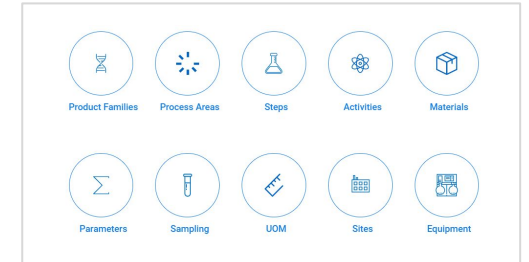 Product Families
Process Areas
Steps
Activities
Materials
Parameters
Sampling
UOM
Sites
Equipment